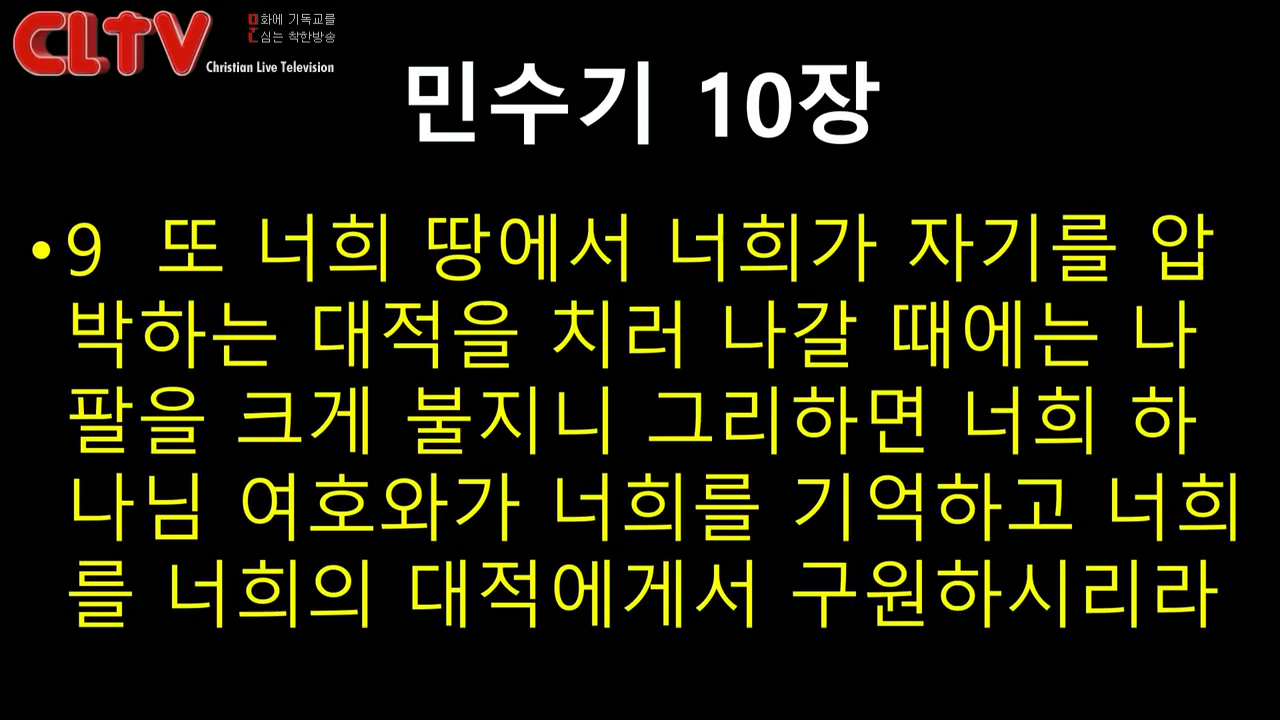 CLTV
문화에 기독교를
심는 착한방송
Christian Live Television
민수기 10장
•9 또 너희 땅에서 너희가 자기를 압
박하는 대적을 치러 나갈 때에는 나
팔을 크게 불지니 그리하면 너희 하
나님 여호와가 너희를 기억하고 너희
를 너희의 대적에게서 구원하시리라